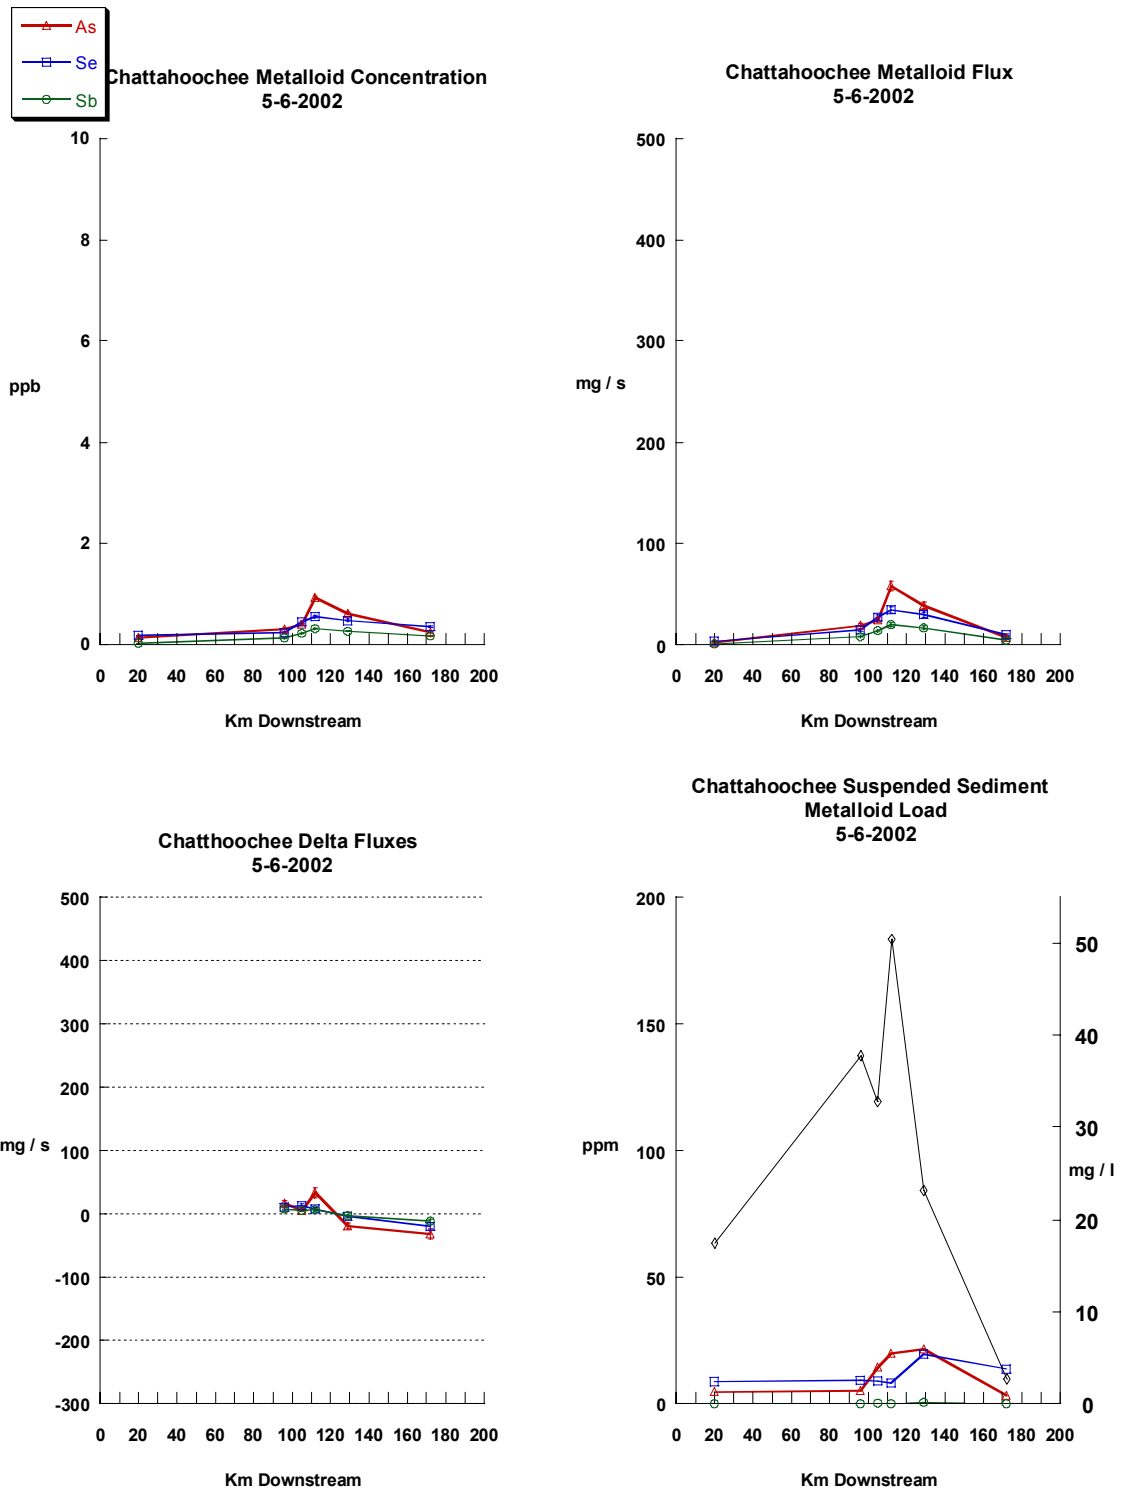 As
Se
Sb
Chattahoochee Metalloid Concentration
5-6-2002
10
8
6
ppb
4
2
0
0 20 40 60 80 100 120 140 160 180 200
Km Downstream
Chattahoochee Metalloid Flux
5-6-2002
500
400
300
mg / s
200
100
0
0 20 40 60 80 100 120 140 160 180 200
Km Downstream
Chatthoochee Delta Fluxes
5-6-2002
500
400
300
200
mg / s
100
0
-100
-200
-300
0 20 40 60 80 100 120 140 160 180 200
Km Downstream
Chattahoochee Suspended Sediment
Metalloid Load
5-6-2002
200
150
ppm
100
50
0
50
40
30
mg / l
20
10
0
0 20 40 60 80 100 120 140 160 180 200
Km Downstream